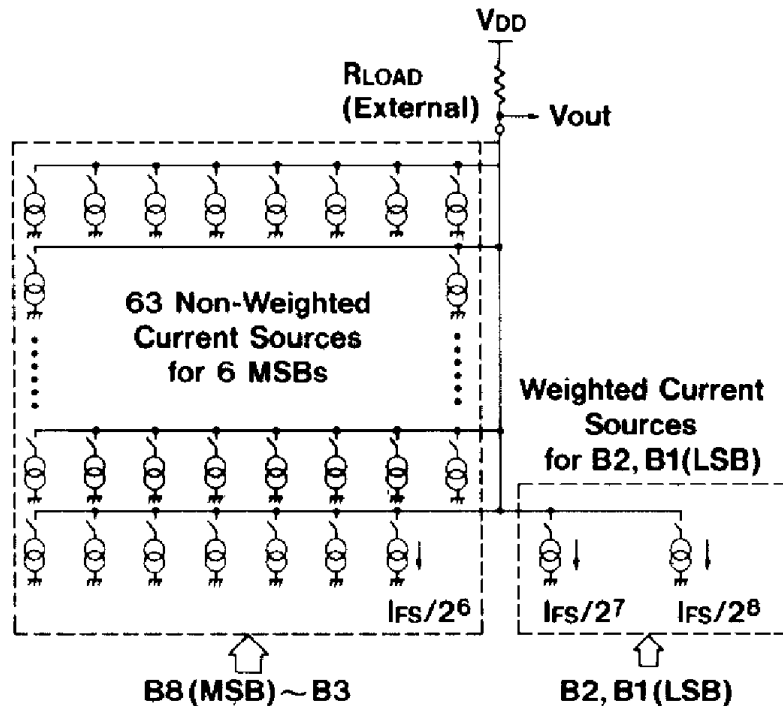 VDD
RLOAD
(External)
Vout
63 Non-Weighted
Current Sources
for 6 MSBs
Weighted Current
Sources
for B2, B1(LSB)
IFS/2⁶
IFS/2⁷
IFS/2⁸
B8(MSB)～B3
B2, B1(LSB)